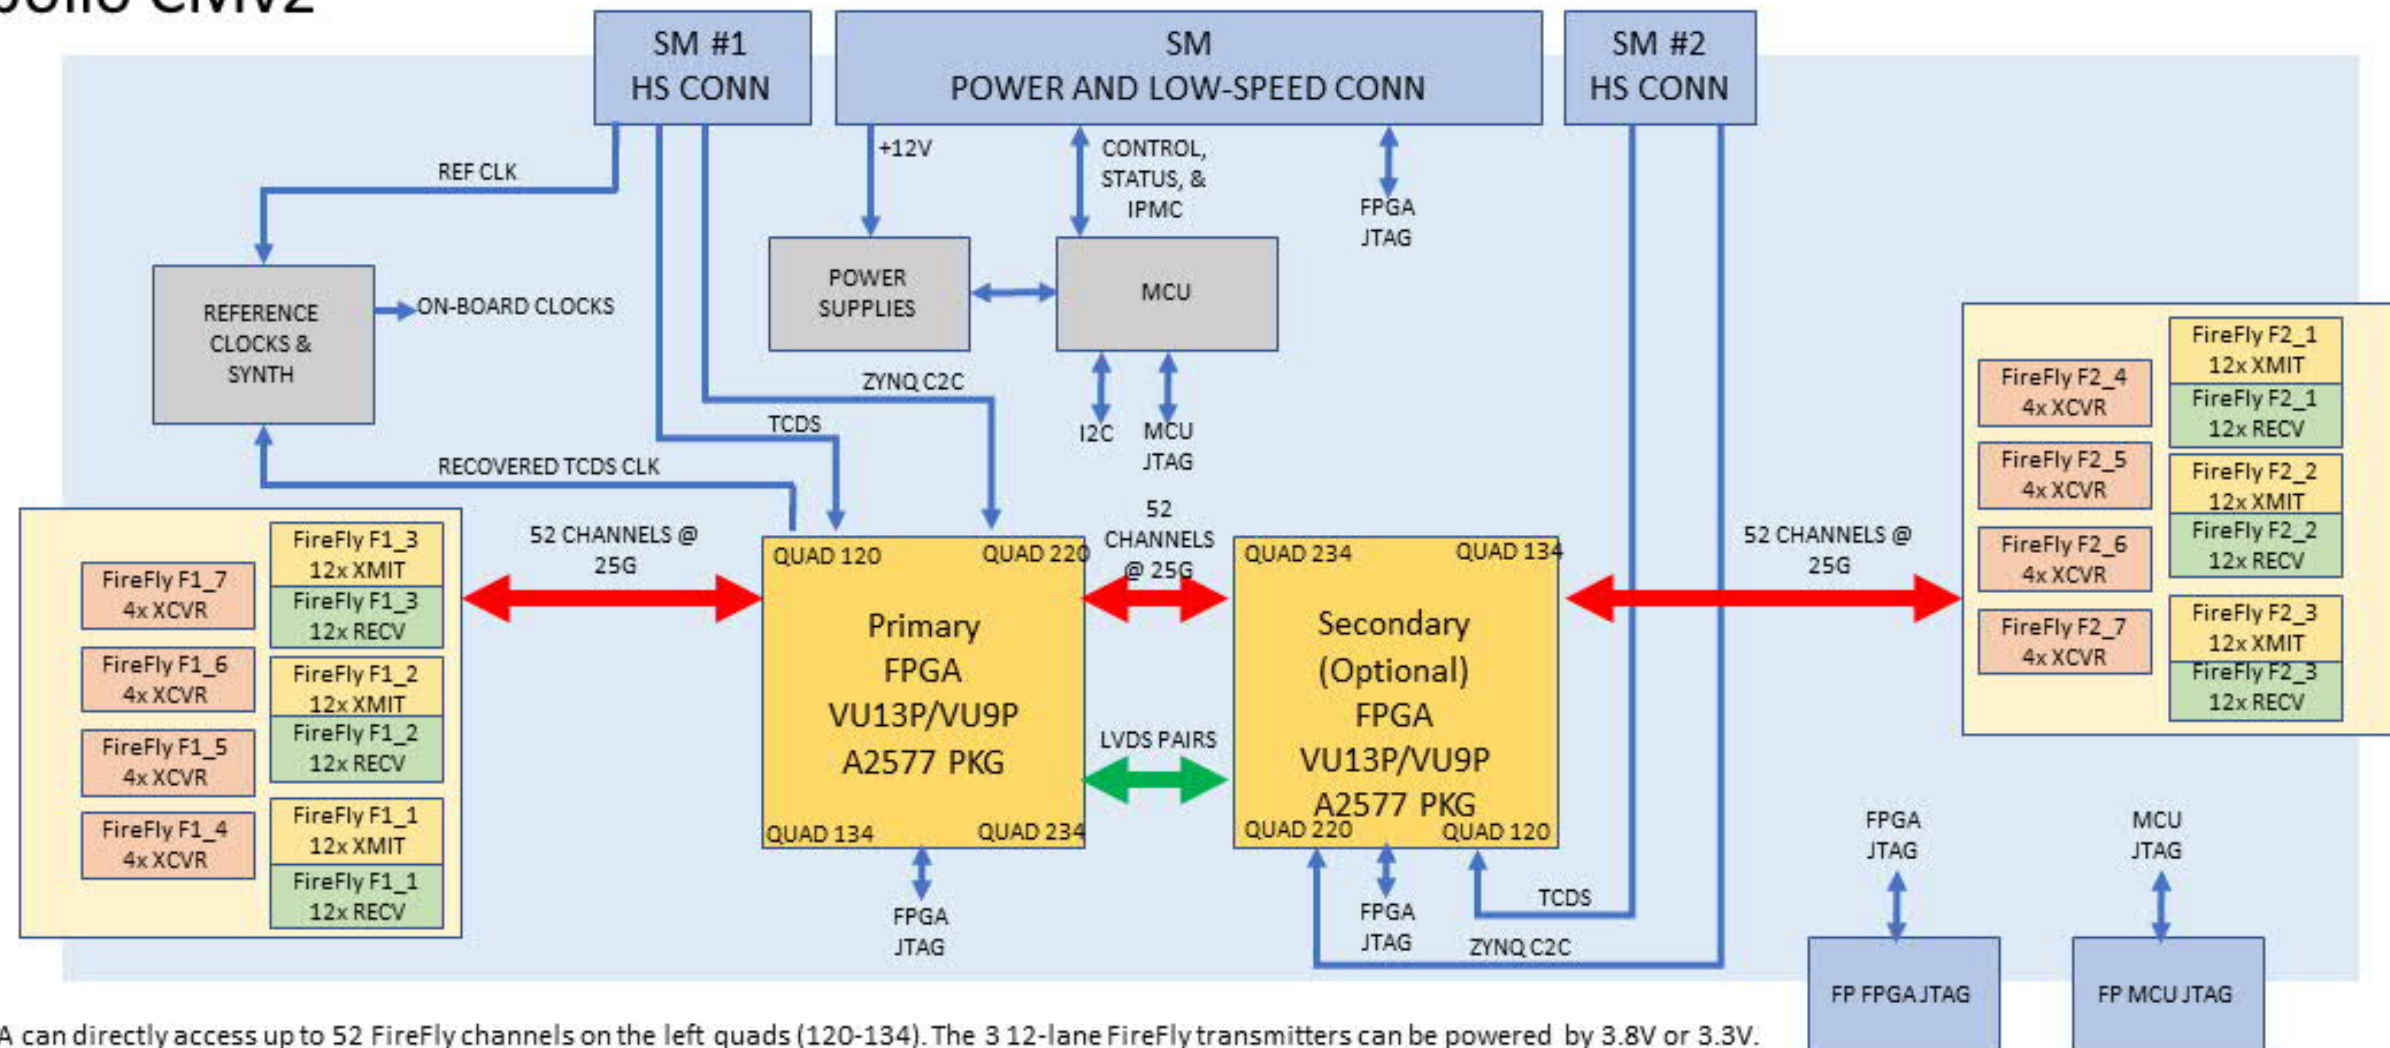 CMv2
SM #1
HS CONN
SM
POWER AND LOW-SPEED CONN
SM #2
HS CONN
+12V
CONTROL,
STATUS, &
IPMC
FPGA
JTAG
REF CLK
REFERENCE
CLOCKS &
SYNTH
ON-BOARD CLOCKS
POWER
SUPPLIES
MCU
ZYNQ C2C
TCDS
I2C
MCU
JTAG
RECOVERED TCDS CLK
52 CHANNELS @
25G
52
CHANNELS
@ 25G
52 CHANNELS @
25G
FireFly F1_7
4x XCVR
FireFly F1_6
4x XCVR
FireFly F1_5
4x XCVR
FireFly F1_4
4x XCVR
FireFly F1_3
12x XMIT
FireFly F1_3
12x RECV
FireFly F1_2
12x XMIT
FireFly F1_2
12x RECV
FireFly F1_1
12x XMIT
FireFly F1_1
12x RECV
QUAD 120
QUAD 220
Primary
FPGA
VU13P/VU9P
A2577 PKG
QUAD 134
QUAD 234
FPGA
JTAG
LVDS PAIRS
QUAD 234
QUAD 134
Secondary
(Optional)
FPGA
VU13P/VU9P
A2577 PKG
QUAD 220
QUAD 120
FPGA
JTAG
TCDS
ZYNQ C2C
FireFly F2_4
4x XCVR
FireFly F2_5
4x XCVR
FireFly F2_6
4x XCVR
FireFly F2_7
4x XCVR
FireFly F2_1
12x XMIT
FireFly F2_1
12x RECV
FireFly F2_2
12x XMIT
FireFly F2_2
12x RECV
FireFly F2_3
12x XMIT
FireFly F2_3
12x RECV
FPGA
JTAG
MCU
JTAG
FP FPGA JTAG
FP MCU JTAG
A can directly access up to 52 FireFly channels on the left quads (120-134). The 3 12-lane FireFly transmitters can be powered by 3.8V or 3.3V.